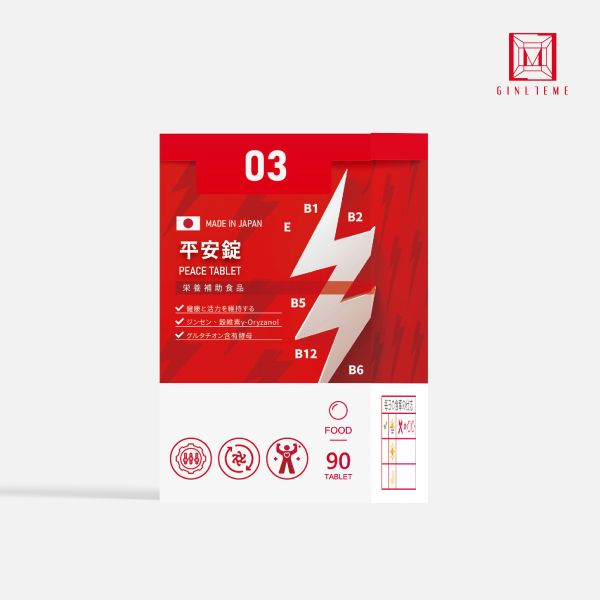 GINLTEME
03
B1
B2
E
MADE IN JAPAN
平安錠
PEACE TABLET
栄養補助食品
B5
健康と活力を維持する
ジンセン、穀維素γ-Oryzanol
グルタチオン含有酵母
B12
B6
FOOD
90
TABLET